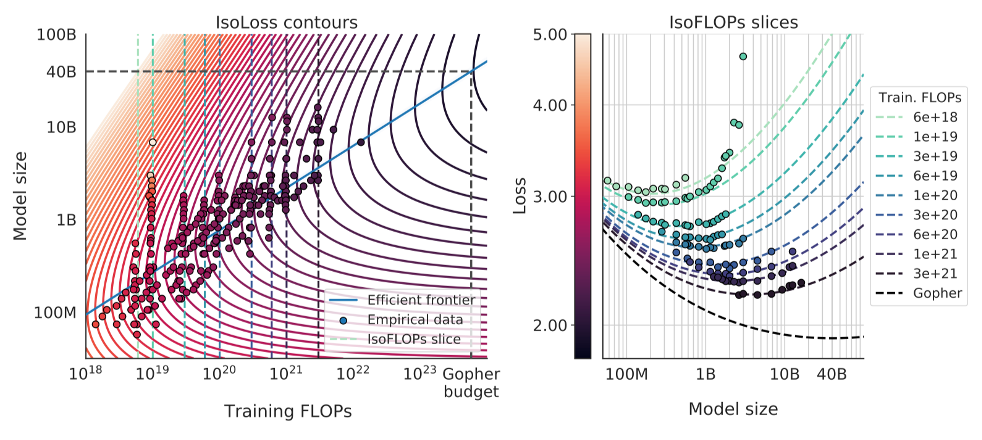 IsoLoss contours
100B
40B
10B
1B
100M
Model size
10^18
10^19
10^20
10^21
10^22
10^23
Gopher
budget
Training FLOPs
Efficient frontier
Empirical data
IsoFLOPs slice
IsoFLOPs slices
5.00
4.00
3.00
2.00
Loss
100M
1B
10B
40B
Model size
Train. FLOPs
6e+18
1e+19
3e+19
6e+19
1e+20
3e+20
6e+20
1e+21
3e+21
Gopher